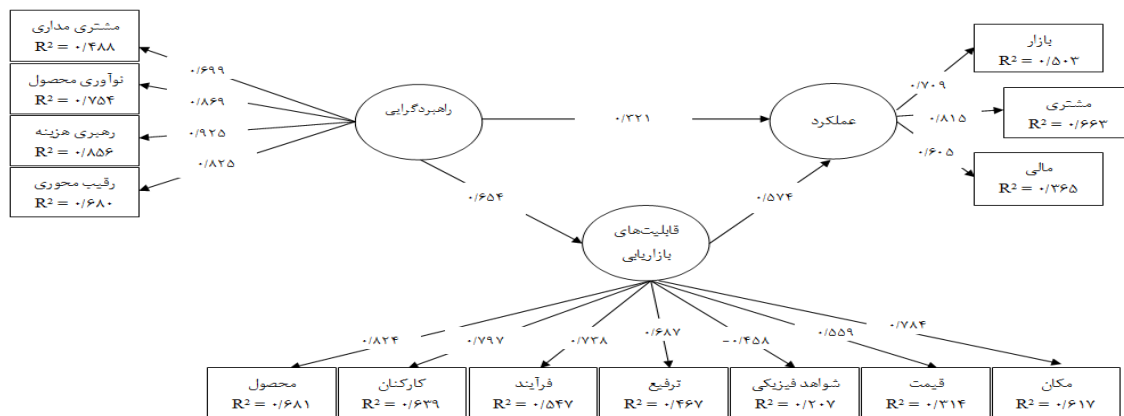 مشتری مداری
R² = ۰/۴۸۸
نوآوری محصول
R² = ۰/۷۵۴
رهبری هزینه
R² = ۰/۸۵۶
رقیب محوری
R² = ۰/۶۸۰
۰/۶۹۹
۰/۸۶۹
۰/۹۲۵
۰/۸۲۵
راهبردگرایی
۰/۳۲۱
۰/۶۵۴
عملکرد
۰/۵۷۴
۰/۷۰۹
۰/۸۱۵
۰/۶۰۵
بازار
R² = ۰/۵۰۳
مشتری
R² = ۰/۶۶۳
مالی
R² = ۰/۳۶۵
قابلیت‌های
بازاریابی
۰/۸۲۴
۰/۷۹۷
۰/۷۳۸
۰/۶۸۷
-۰/۴۵۸
۰/۵۵۹
۰/۷۸۴
محصول
R² = ۰/۶۸۱
کارکنان
R² = ۰/۶۳۹
فرآیند
R² = ۰/۵۴۷
ترفیع
R² = ۰/۴۶۷
شواهد فیزیکی
R² = ۰/۲۰۷
قیمت
R² = ۰/۳۱۴
مکان
R² = ۰/۶۱۷